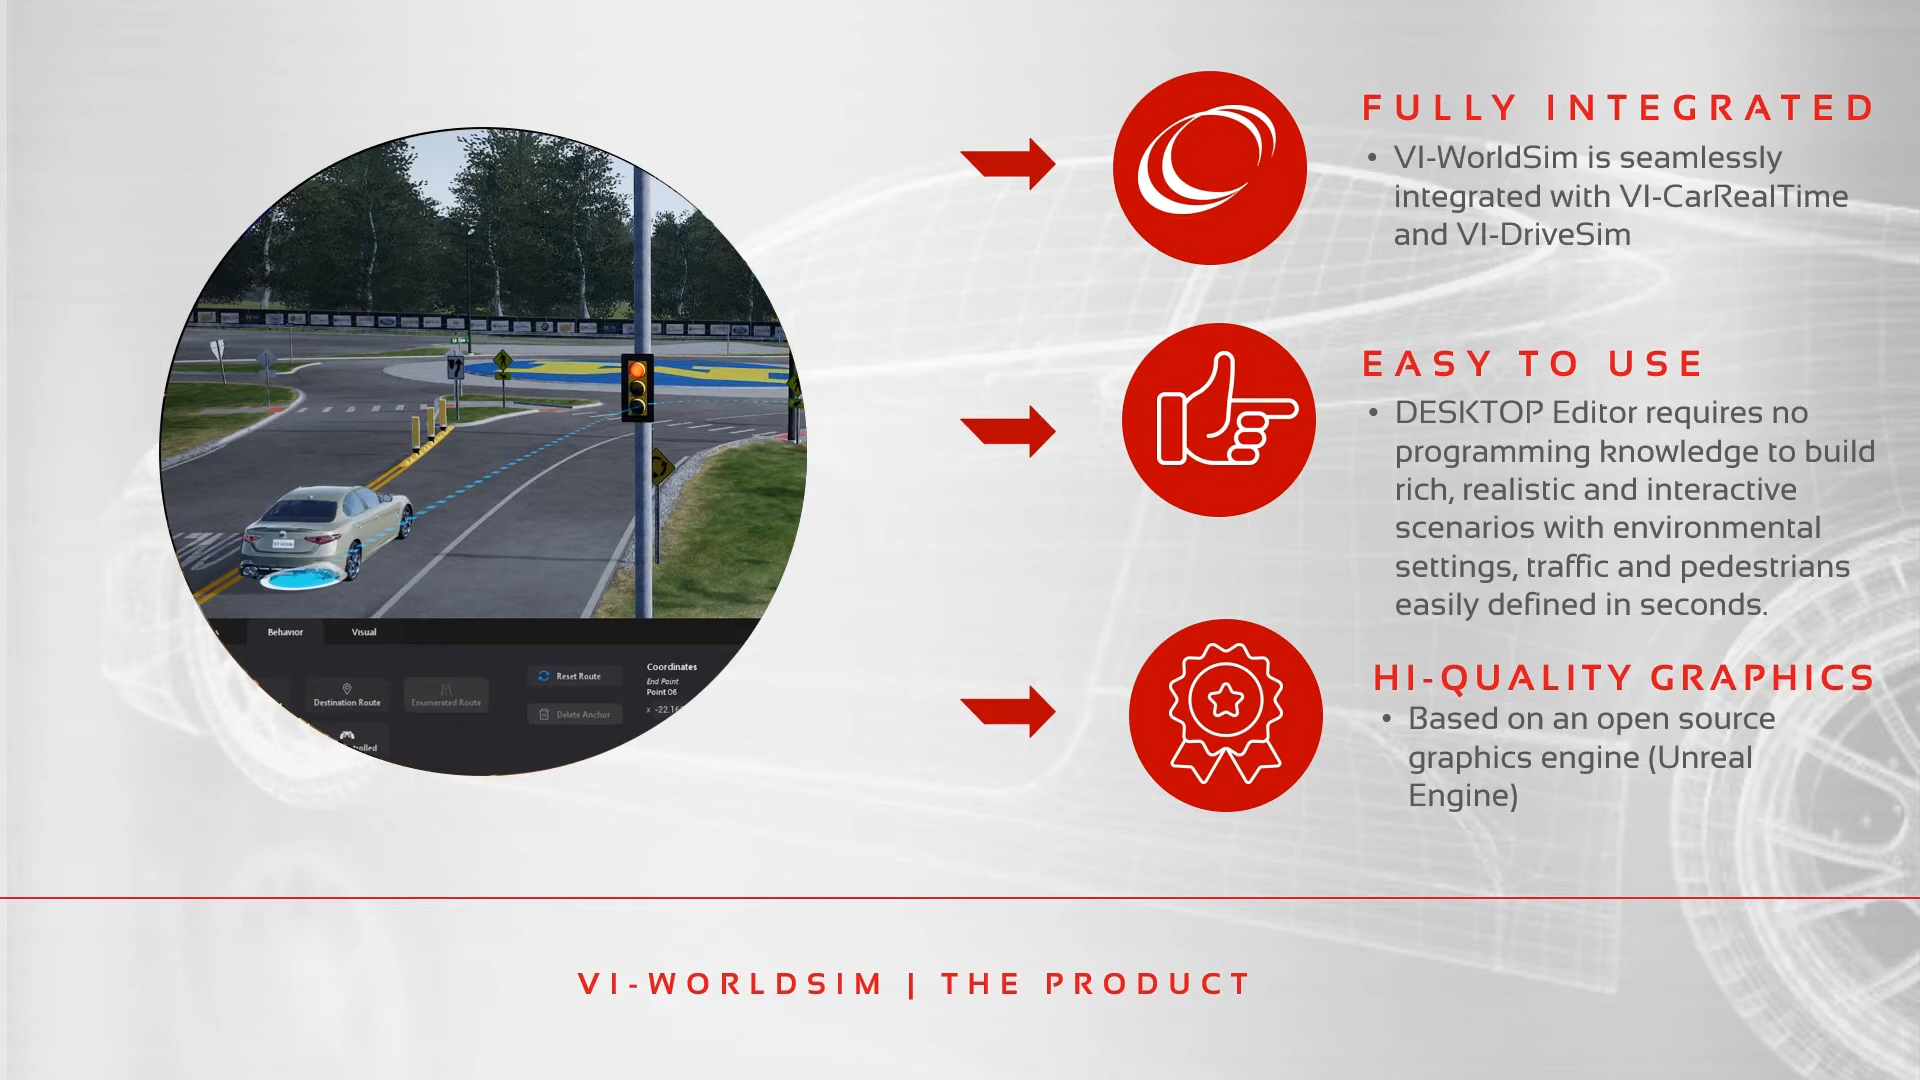 FULLY INTEGRATED
• VI-WorldSim is seamlessly
integrated with VI-CarRealTime
and VI-DriveSim
EASY TO USE
• DESKTOP Editor requires no
programming knowledge to build
rich, realistic and interactive
scenarios with environmental
settings, traffic and pedestrians
easily defined in seconds.
HI-QUALITY GRAPHICS
• Based on an open source
graphics engine (Unreal
Engine)
Behavior
Visual
Destination Route
Enumerated Route
Reset Route
Delete Anchor
Coordinates
End Point
Point 06
VI-WORLDSIM | THE PRODUCT